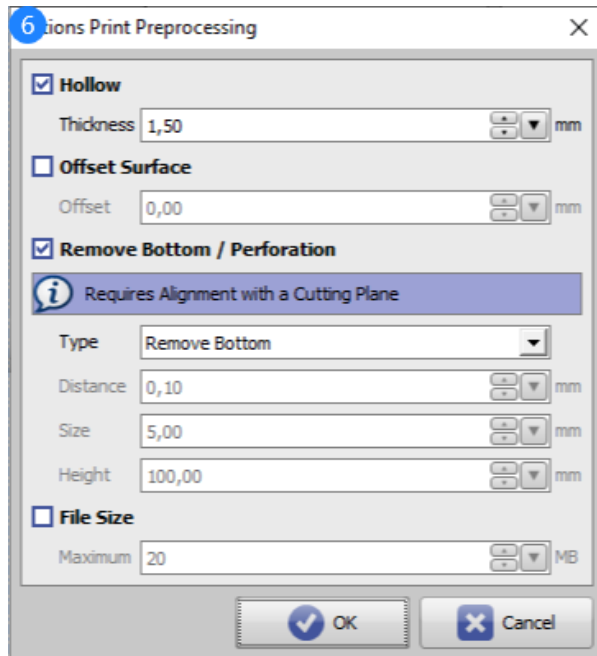 6 tions Print Preprocessing
Hollow
Thickness 1,50 mm
Offset Surface
Offset 0,00 mm
Remove Bottom / Perforation
Requires Alignment with a Cutting Plane
Type Remove Bottom
Distance 0,10 mm
Size 5,00 mm
Height 100,00 mm
File Size
Maximum 20 MB
OK Cancel